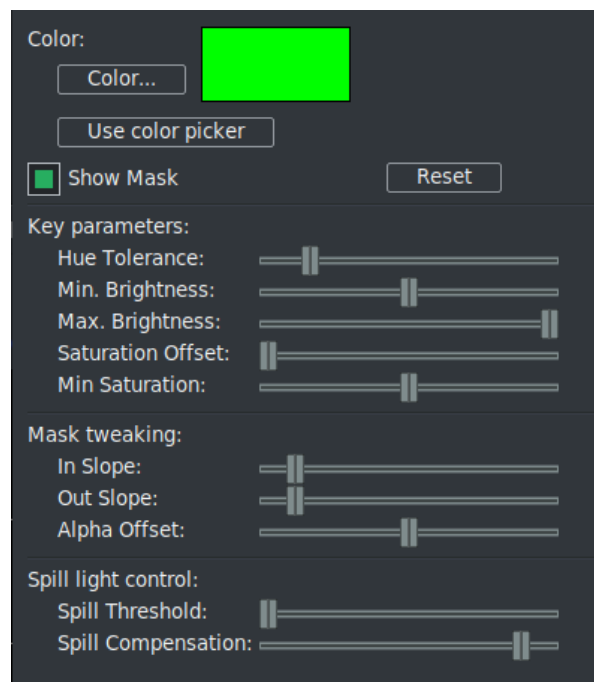 Color:
Color...
Use color picker
Show Mask
Reset
Key parameters:
Hue Tolerance:
Min. Brightness:
Max. Brightness:
Saturation Offset:
Min Saturation:
Mask tweaking:
In Slope:
Out Slope:
Alpha Offset:
Spill light control:
Spill Threshold:
Spill Compensation: